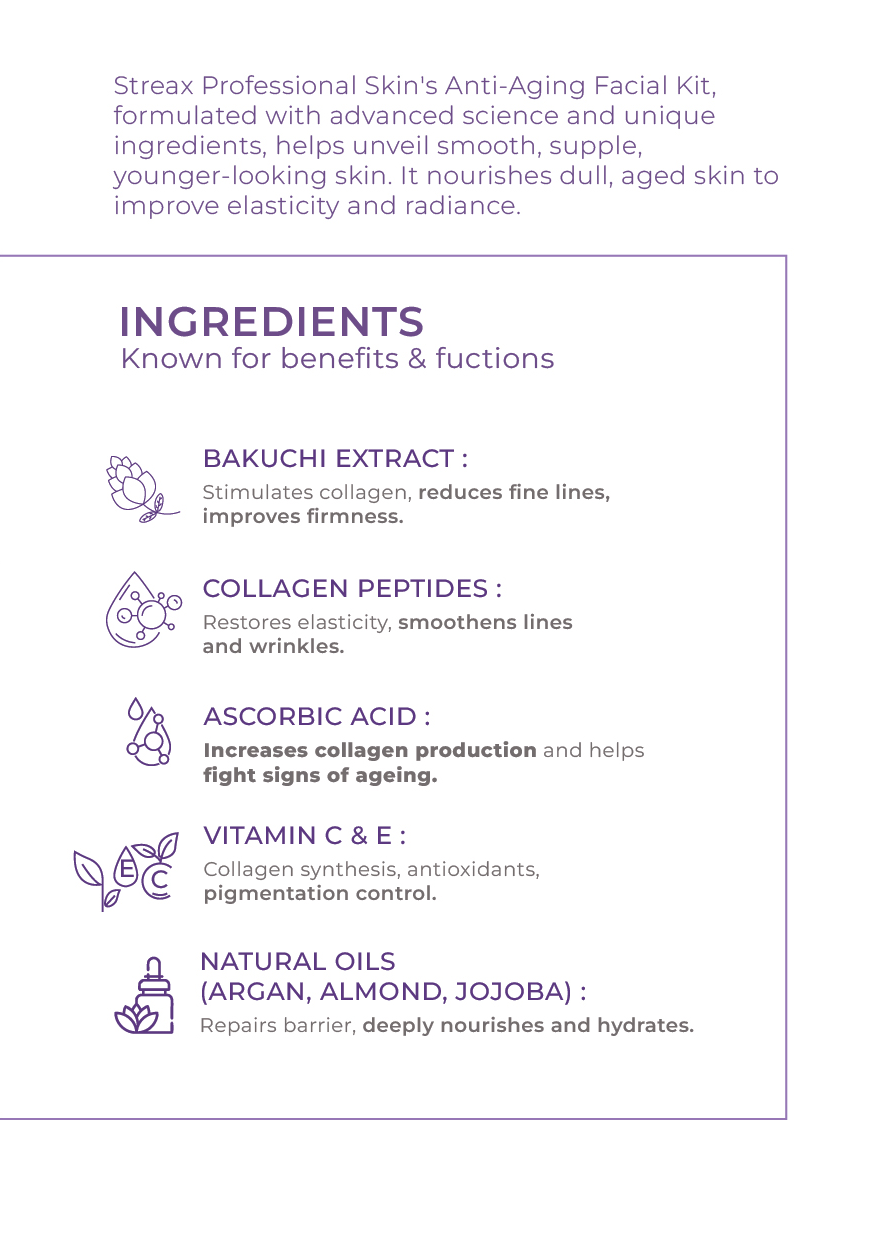 Streax Professional Skin's Anti-Aging Facial Kit,
formulated with advanced science and unique
ingredients, helps unveil smooth, supple,
younger-looking skin. It nourishes dull, aged skin to
improve elasticity and radiance.
INGREDIENTS
Known for benefits & fuctions
BAKUCHI EXTRACT :
Stimulates collagen, reduces fine lines,
improves firmness.
COLLAGEN PEPTIDES :
Restores elasticity, smoothens lines
and wrinkles.
ASCORBIC ACID :
Increases collagen production and helps
fight signs of ageing.
E C
VITAMIN C & E :
Collagen synthesis, antioxidants,
pigmentation control.
NATURAL OILS
(ARGAN, ALMOND, JOJOBA) :
Repairs barrier, deeply nourishes and hydrates.